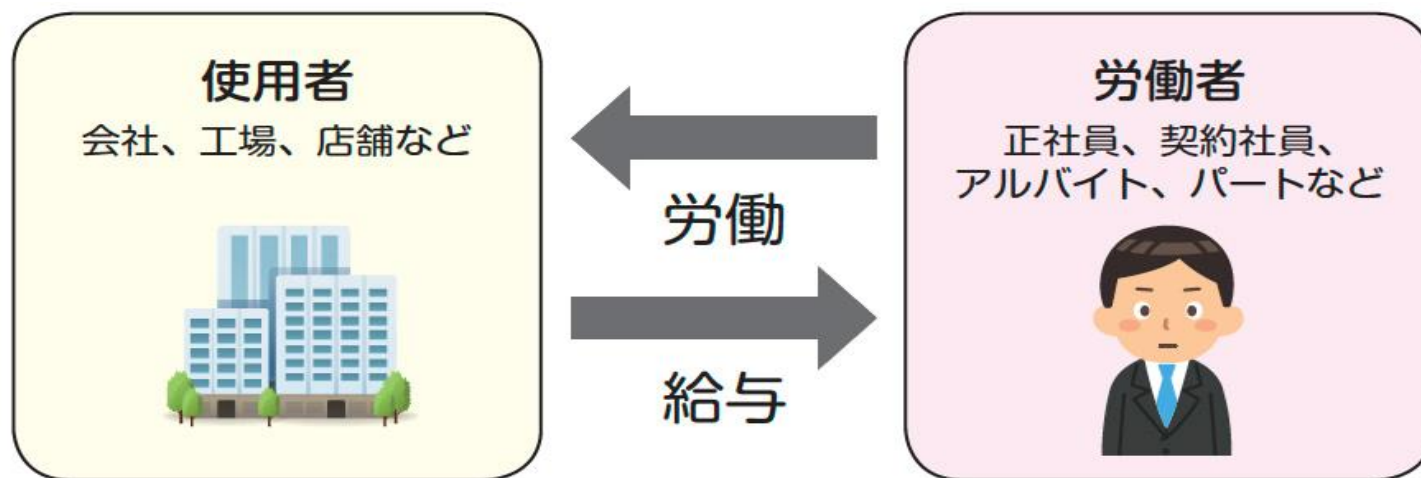 使用者
会社、工場、店舗など
労働
給与
労働者
正社員、契約社員、
アルバイト、パートなど